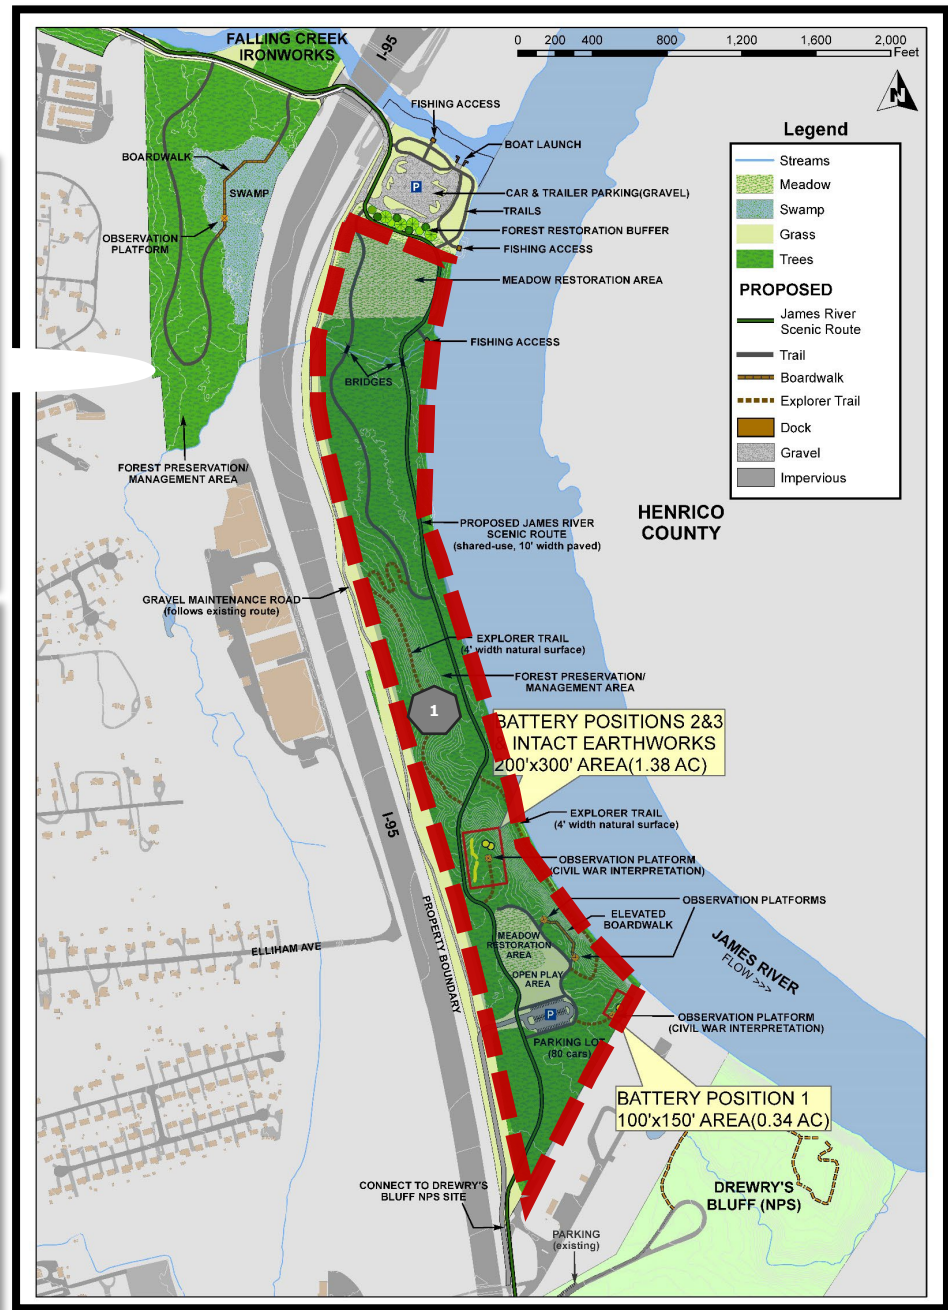 FALLING CREEK
IRONWORKS
I-95
0 200 400 800 1,200 1,600 2,000
Feet
N
FISHING ACCESS
BOAT LAUNCH
BOARDWALK
SWAMP
P
CAR & TRAILER PARKING(GRAVEL)
TRAILS
OBSERVATION
PLATFORM
FOREST RESTORATION BUFFER
FISHING ACCESS
MEADOW RESTORATION AREA
FISHING ACCESS
BRIDGES
Legend
Streams
Meadow
Swamp
Grass
Trees
PROPOSED
James River
Scenic Route
Trail
Boardwalk
Explorer Trail
Dock
Gravel
Impervious
FOREST PRESERVATION/
MANAGEMENT AREA
HENRICO
COUNTY
PROPOSED JAMES RIVER
SCENIC ROUTE
(shared-use, 10' width paved)
GRAVEL MAINTENANCE ROAD
(follows existing route)
EXPLORER TRAIL
(4' width natural surface)
FOREST PRESERVATION/
MANAGEMENT AREA
1
BATTERY POSITIONS 2&3
INTACT EARTHWORKS
200'x300' AREA(1.38 AC)
I-95
EXPLORER TRAIL
(4' width natural surface)
OBSERVATION PLATFORM
(CIVIL WAR INTERPRETATION)
OBSERVATION PLATFORMS
ELEVATED
BOARDWALK
PROPERTY BOUNDARY
MEADOW
RESTORATION
AREA
ELLIHAM AVE
JAMES RIVER
FLOW >>>
OPEN PLAY
AREA
P
OBSERVATION PLATFORM
(CIVIL WAR INTERPRETATION)
PARKING LOT
(80 cars)
BATTERY POSITION 1
100'x150' AREA(0.34 AC)
CONNECT TO DREWRY'S
BLUFF NPS SITE
DREWRY'S
BLUFF (NPS)
PARKING
(existing)